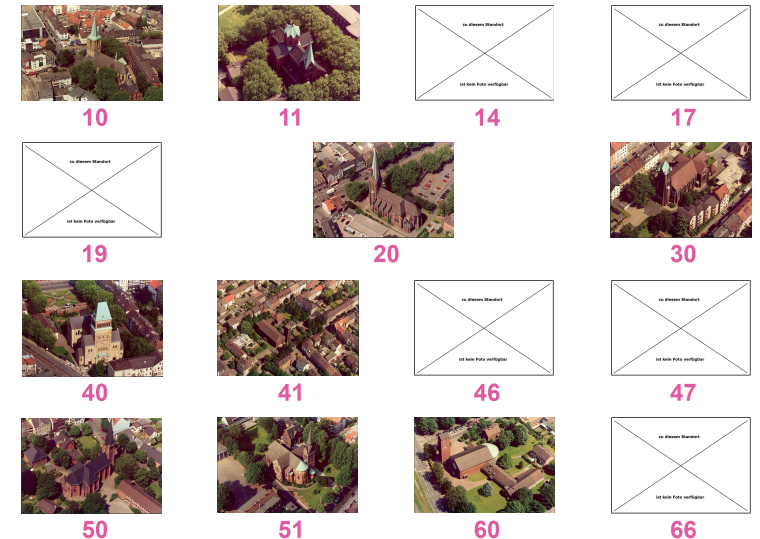 zu diesem Standort
zu diesem Standort
ist kein Foto verfügbar
ist kein Foto verfügbar
10
11
14
17
zu diesem Standort
ist kein Foto verfügbar
19
20
30
zu diesem Standort
zu diesem Standort
ist kein Foto verfügbar
ist kein Foto verfügbar
40
41
46
47
zu diesem Standort
ist kein Foto verfügbar
50
51
60
66